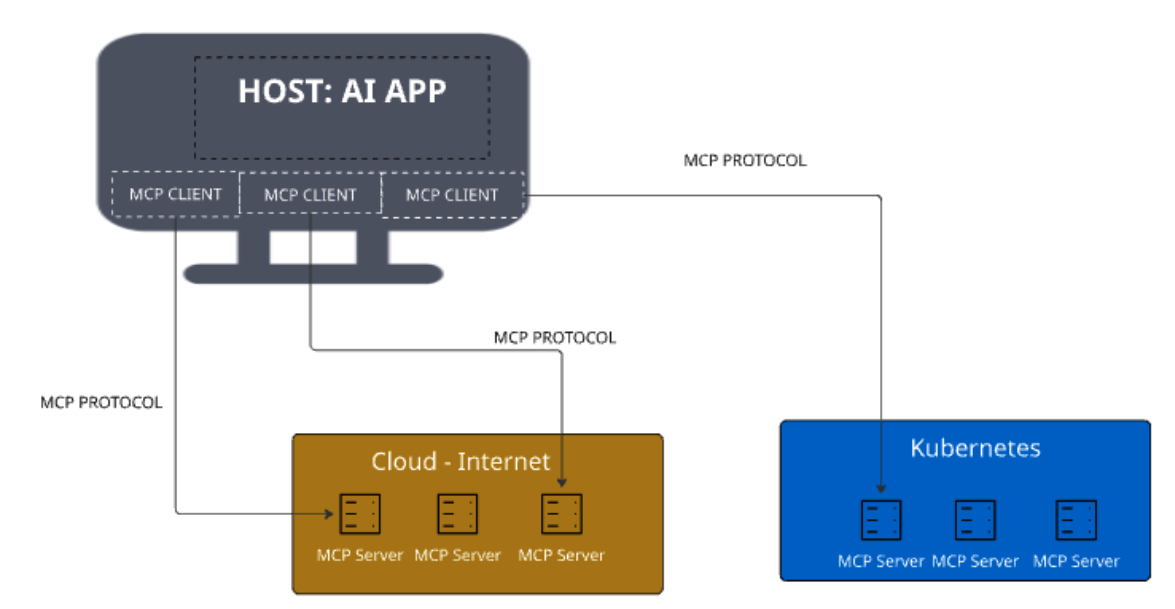 HOST: AI APP
MCP PROTOCOL
MCP CLIENT
MCP CLIENT
MCP CLIENT
MCP PROTOCOL
MCP PROTOCOL
Cloud - Internet
MCP Server
MCP Server
MCP Server
Kubernetes
MCP Server
MCP Server
MCP Server